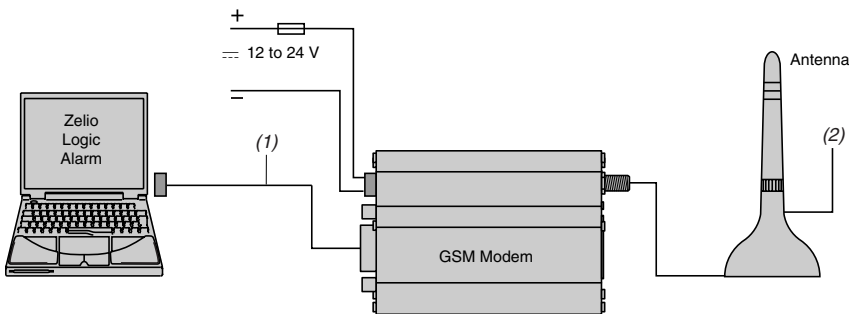 +
⎓ 12 to 24 V
–
Zelio
Logic
Alarm
(1)
GSM Modem
Antenna
(2)